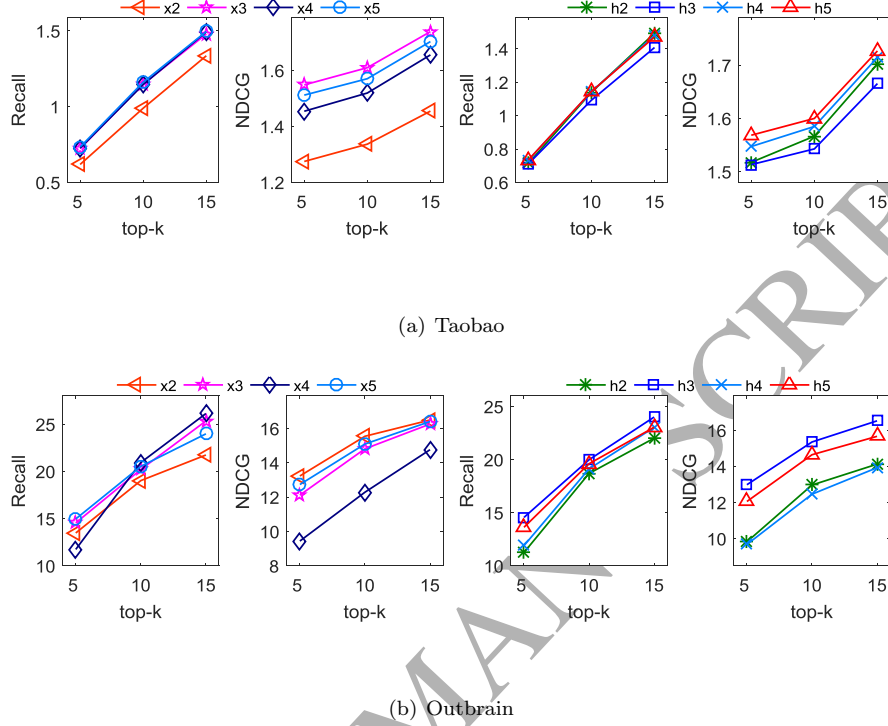 x2 x3 x4 x5
h2 h3 h4 h5
1.5
1
0.5
Recall
5 10 15
top-k
1.6
1.4
1.2
NDCG
5 10 15
top-k
1.4
1.2
1
0.8
0.6
Recall
5 10 15
top-k
1.7
1.6
1.5
NDCG
5 10 15
top-k
(a) Taobao
x2 x3 x4 x5
h2 h3 h4 h5
25
20
15
10
Recall
5 10 15
top-k
16
14
12
10
8
NDCG
5 10 15
top-k
25
20
15
10
Recall
5 10 15
top-k
16
14
12
10
NDCG
5 10 15
top-k
(b) Outbrain
MAN SCRIP